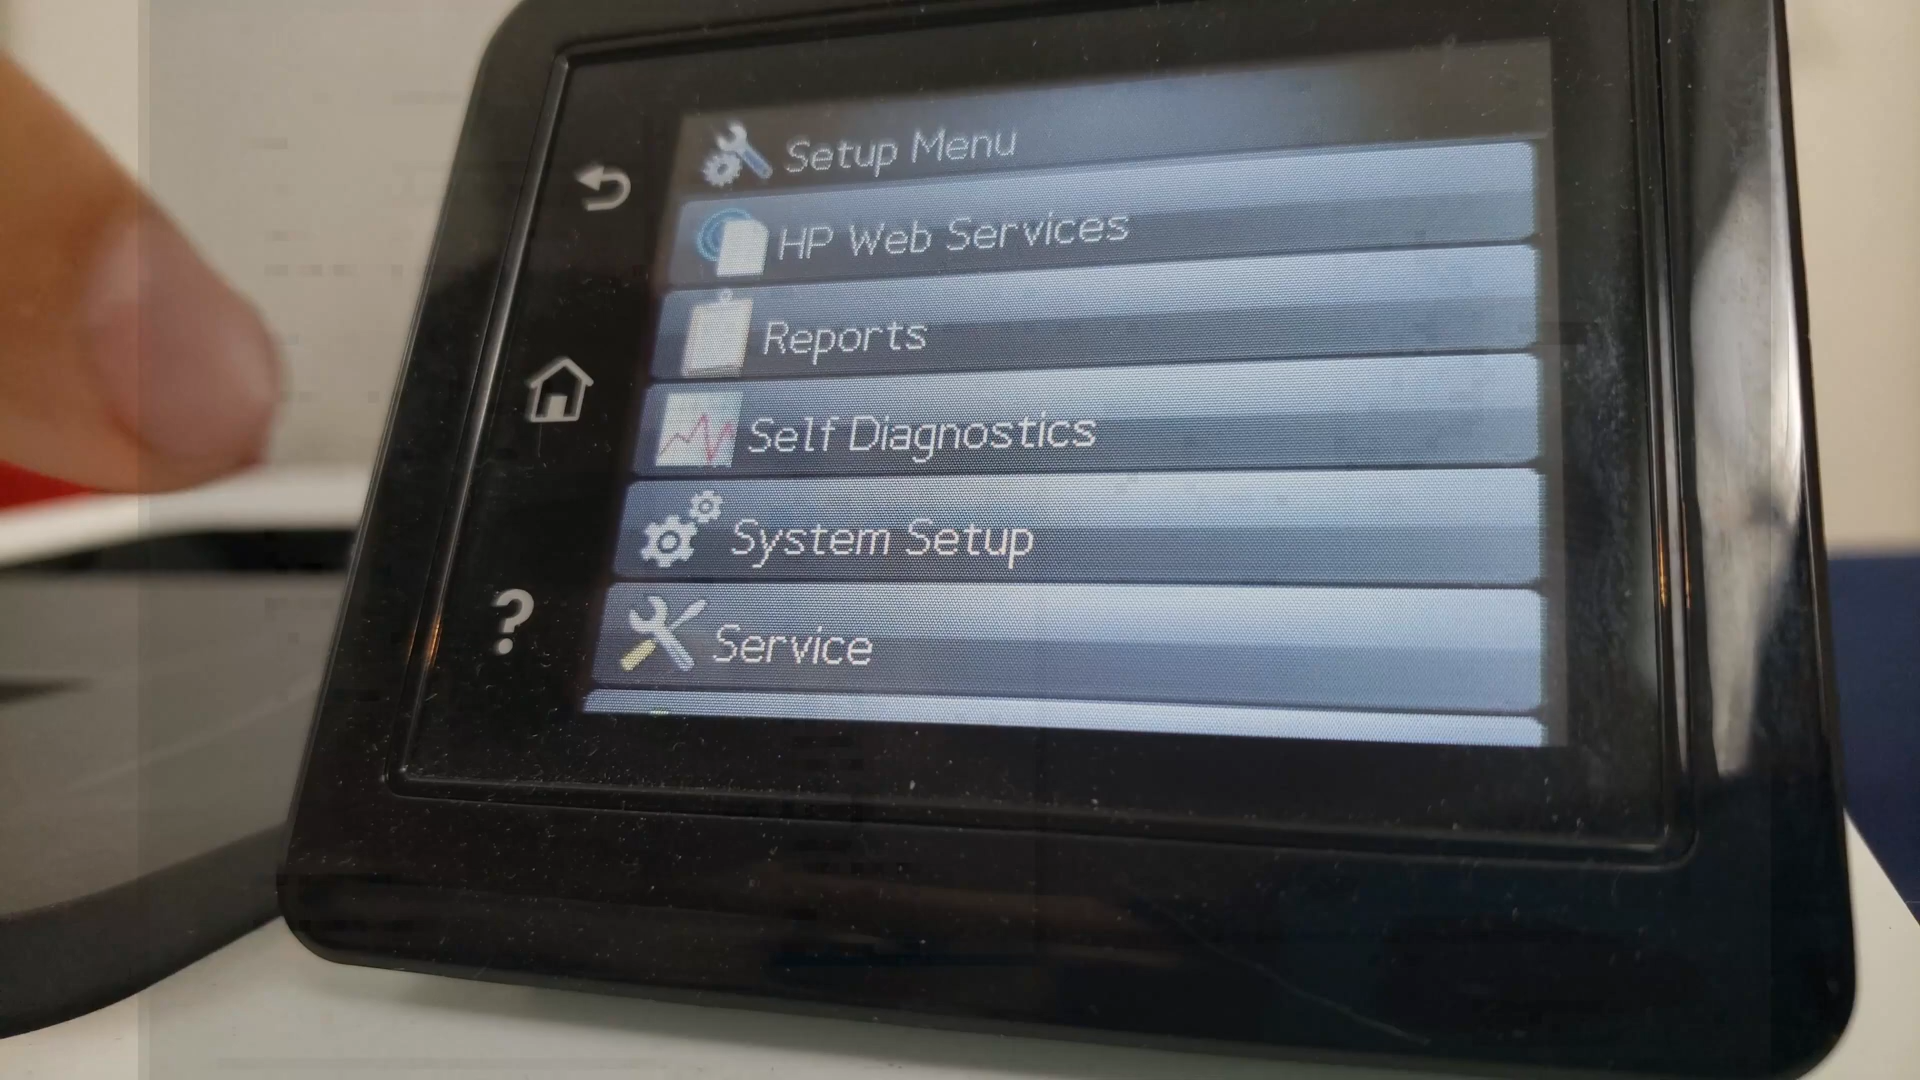 Setup Menu
HP Web Services
Reports
Self Diagnostics
System Setup
Service
?